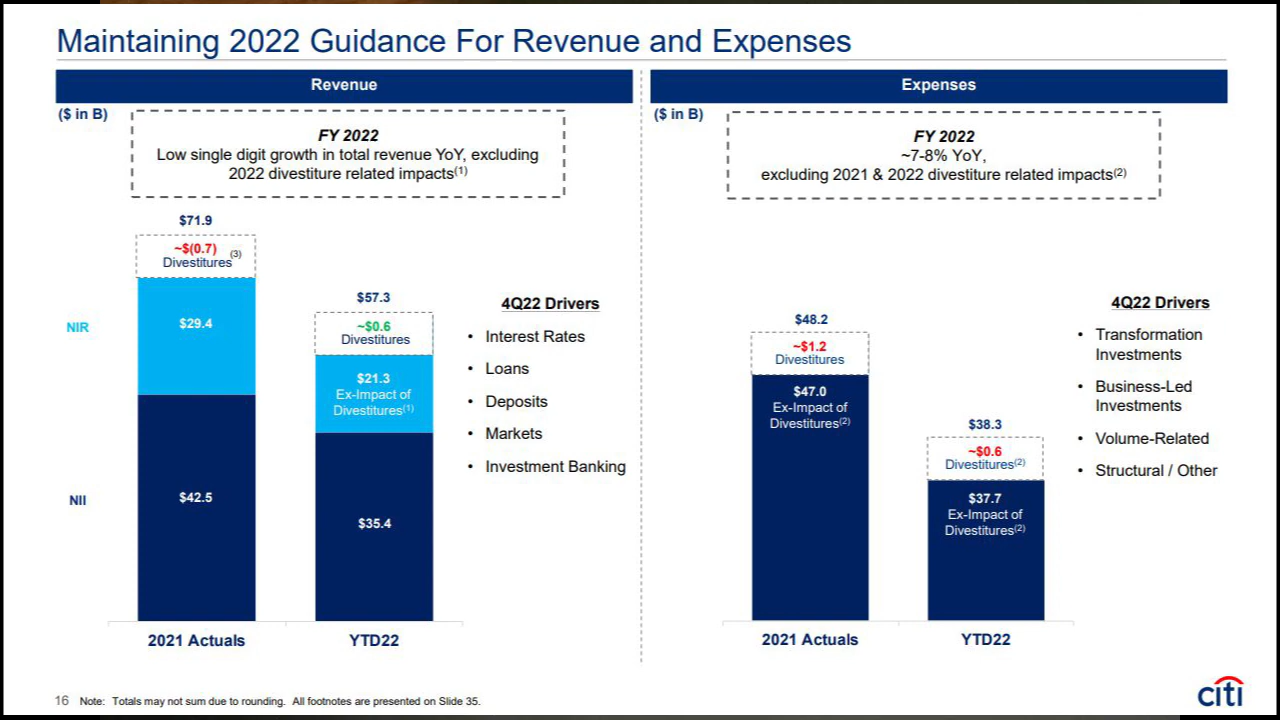 Maintaining 2022 Guidance For Revenue and Expenses
Revenue
($ in B)
FY 2022
Low single digit growth in total revenue YoY, excluding
2022 divestiture related impacts(1)
$71.9
~$(0.7)
Divestitures(3)
NIR
$29.4
NII
$42.5
2021 Actuals
$57.3
~$0.6
Divestitures
$21.3
Ex-Impact of
Divestitures(1)
$35.4
YTD22
4Q22 Drivers
• Interest Rates
• Loans
• Deposits
• Markets
• Investment Banking
Expenses
($ in B)
FY 2022
~7-8% YoY,
excluding 2021 & 2022 divestiture related impacts(2)
$48.2
~$1.2
Divestitures
$47.0
Ex-Impact of
Divestitures(2)
2021 Actuals
$38.3
~$0.6
Divestitures(2)
$37.7
Ex-Impact of
Divestitures(2)
YTD22
4Q22 Drivers
• Transformation
Investments
• Business-Led
Investments
• Volume-Related
• Structural / Other
16 Note: Totals may not sum due to rounding. All footnotes are presented on Slide 35.
citi